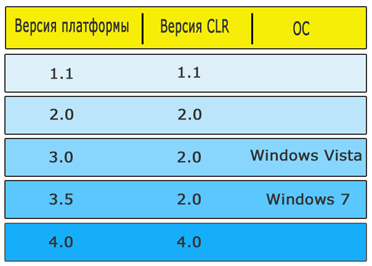 Версия платформы Версия CLR ОС
1.1 1.1
2.0 2.0
3.0 2.0 Windows Vista
3.5 2.0 Windows 7
4.0 4.0